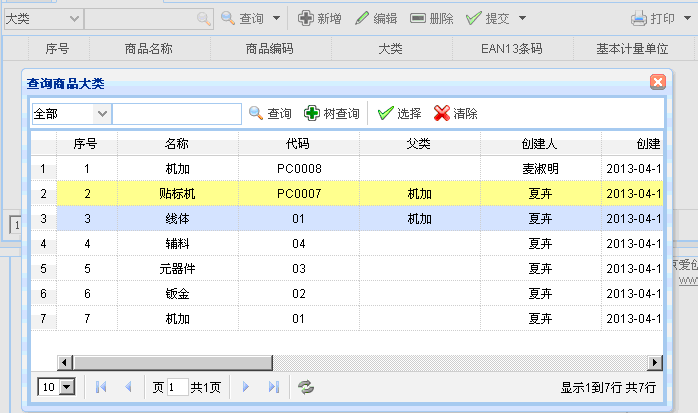 大类 查询 新增 编辑 删除 提交 打印
序号 商品名称 商品编码 大类 EAN13条码 基本计量单位
查询商品大类
全部 查询 树查询 选择 清除
序号 名称 代码 父类 创建人 创建
1 1 机加 PC0008 麦淑明 2013-04-1
2 2 贴标机 PC0007 机加 夏卉 2013-04-1
3 3 线体 01 机加 夏卉 2013-04-1
4 4 辅料 04 夏卉 2013-04-1
5 5 元器件 03 夏卉 2013-04-1
6 6 钣金 02 夏卉 2013-04-1
7 7 机加 01 夏卉 2013-04-1
10 页 1 共1页 显示1到7行 共7行
1
爱创
ww